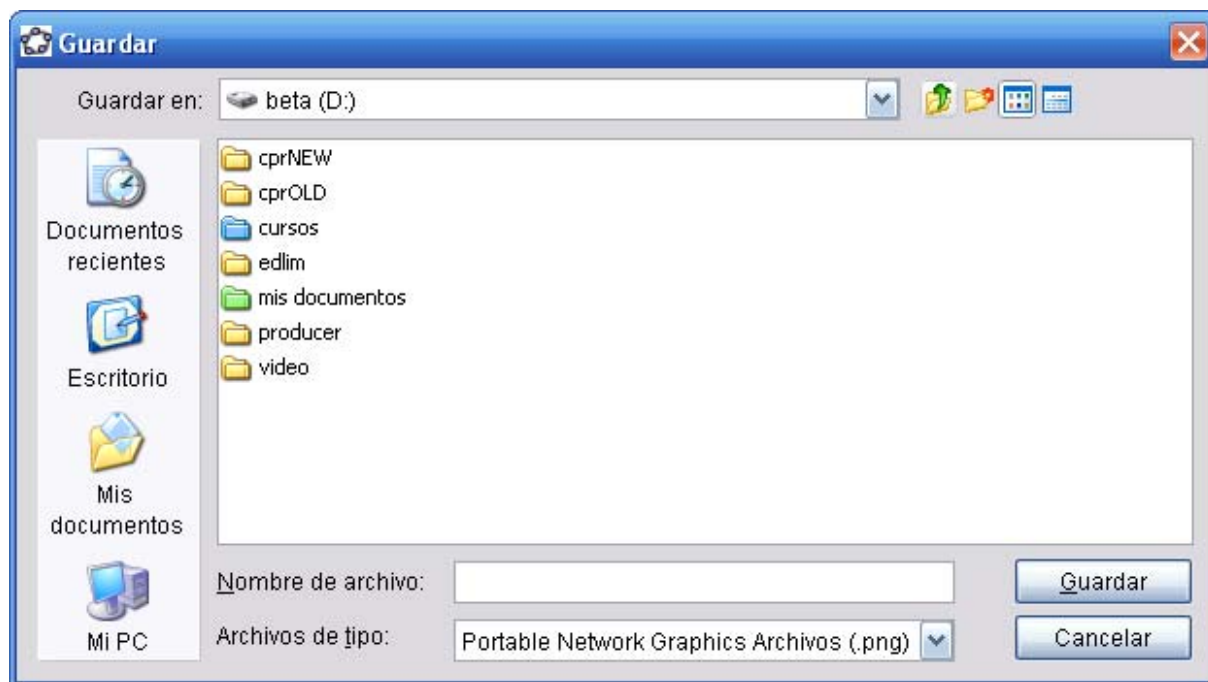 Guardar
Guardar en:
beta (D:)
Documentos
recientes
Escritorio
Mis
documentos
Mi PC
cprNEW
cprOLD
cursos
edlim
mis documentos
producer
video
Nombre de archivo:
Guardar
Archivos de tipo:
Portable Network Graphics Archivos (.png)
Cancelar